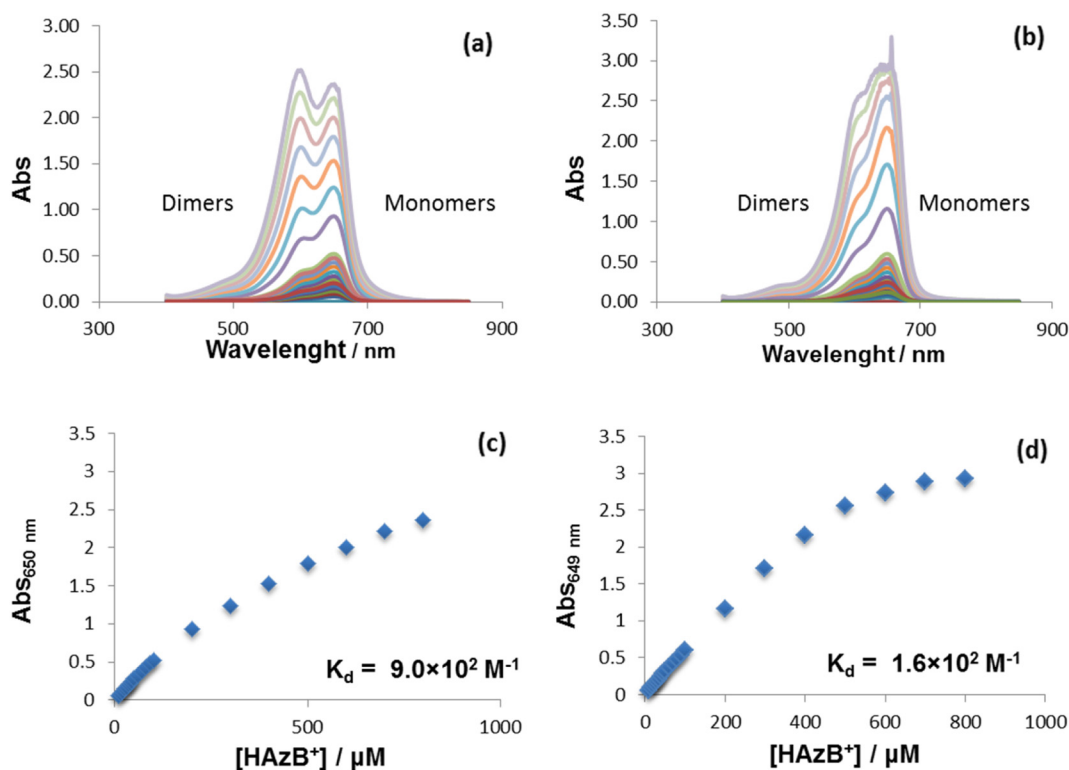 3.00
2.50
2.00
1.50
1.00
0.50
0.00
300
500
700
900
Abs
Wavelenght / nm
(a)
Dimers
Monomers
3.50
3.00
2.50
2.00
1.50
1.00
0.50
0.00
300
500
700
900
Abs
Wavelenght / nm
(b)
Dimers
Monomers
3.5
3
2.5
2
1.5
1
0.5
0
0
500
1000
Abs650 nm
[HAzB⁺] / µM
(c)
Kd = 9.0×10² M⁻¹
3.5
3
2.5
2
1.5
1
0.5
0
0
200
400
600
800
1000
Abs649 nm
[HAzB⁺] / µM
(d)
Kd = 1.6×10² M⁻¹